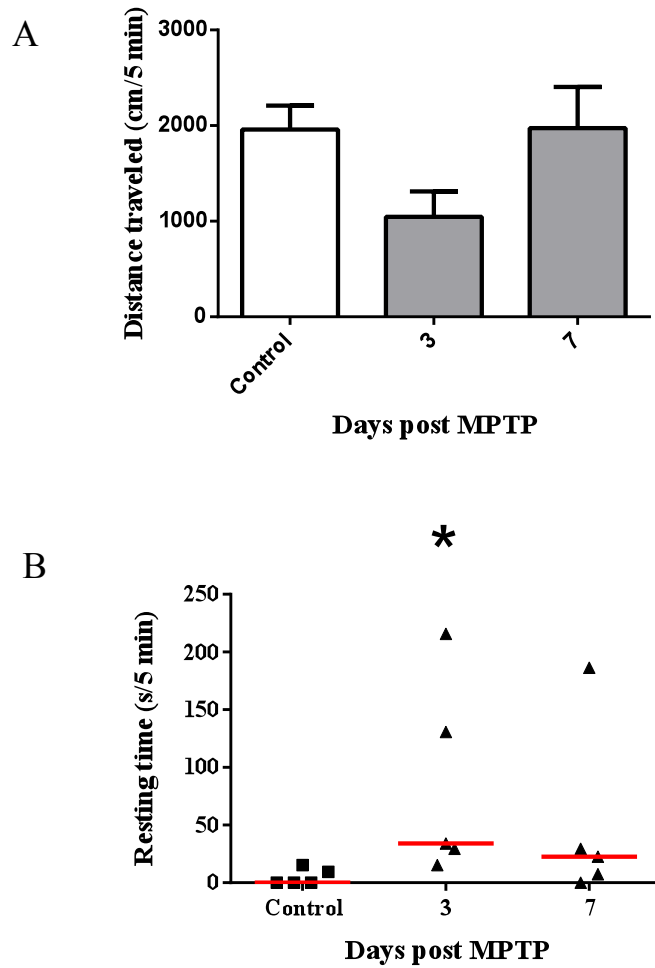 A
Distance traveled (cm/5 min)
3000
2000
1000
0
Control
3
7
Days post MPTP
*
B
Resting time (s/5 min)
250
200
150
100
50
0
Control
3
7
Days post MPTP